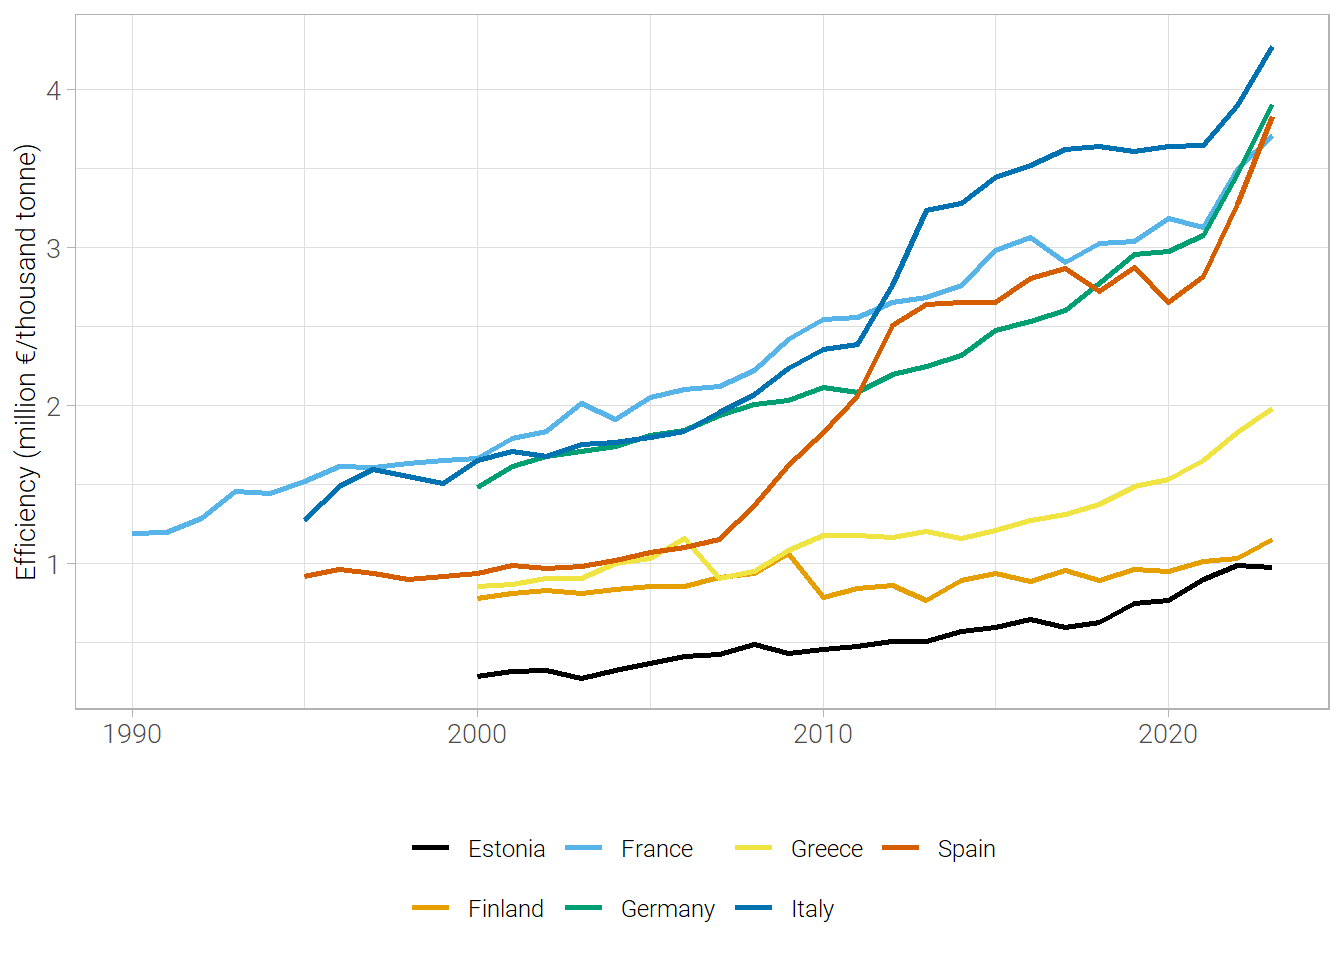 Efficiency (million €/thousand tonne)
4
3
2
1
1990 2000 2010 2020
Estonia France Greece Spain
Finland Germany Italy